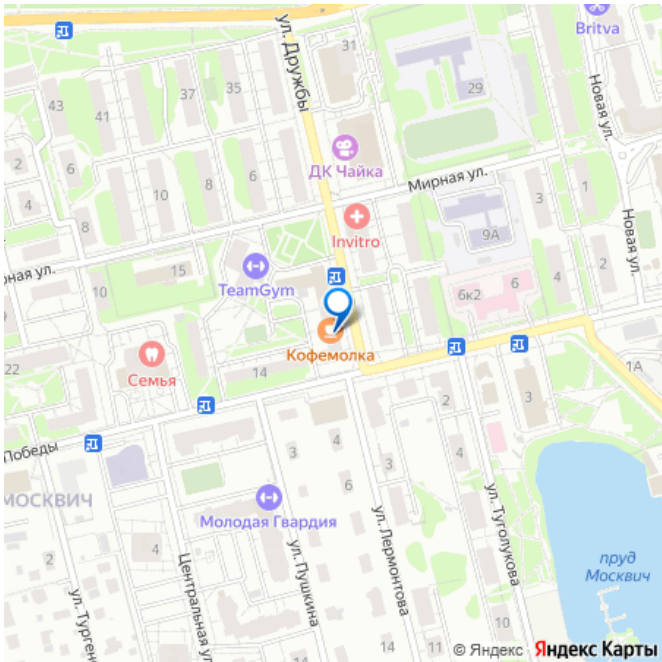 ул. Дружбы
31
Britva
43
41
37
35
29
Новая ул.
ДК Чайка
2
6
10
8
6
Мирная ул.
3
1
4
8
Invitro
9А
Новая ул.
рная ул.
15
10
TeamGym
6к2
6
4
Кофемолка
22
Семья
14
1А
Победы
4
2
3
3
4
МОСКВИЧ
6
Молодая Гвардия
4
2
ул. Тургене
Центральная ул.
ул. Пушкина
ул. Лермонтова
ул. Туголукова
пруд
Москвич
10
14
14
11
© Яндекс Яндекс Карты